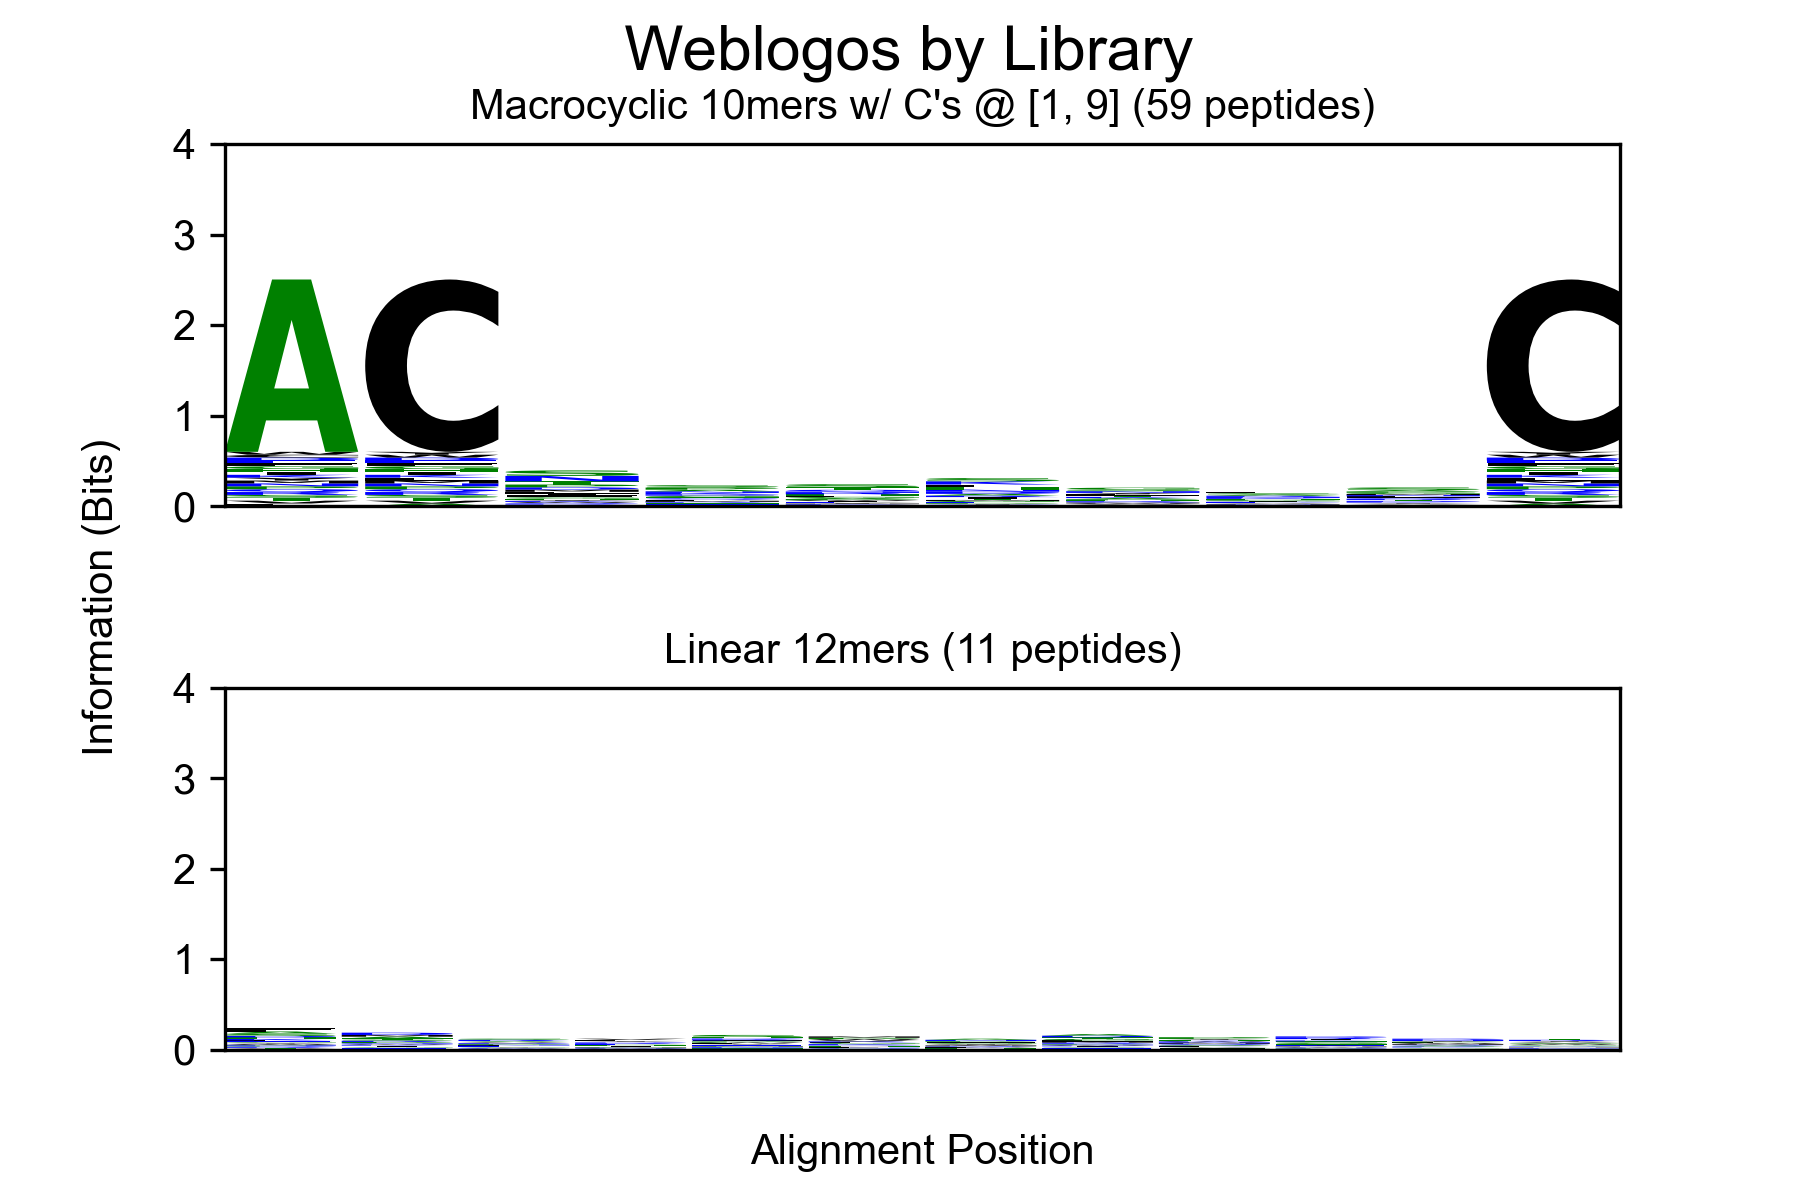 Weblogos by Library
Macrocyclic 10mers w/ C's @ [1, 9] (59 peptides)
4
3
2
1
0
A C C
Information (Bits)
Linear 12mers (11 peptides)
4
3
2
1
0
Alignment Position